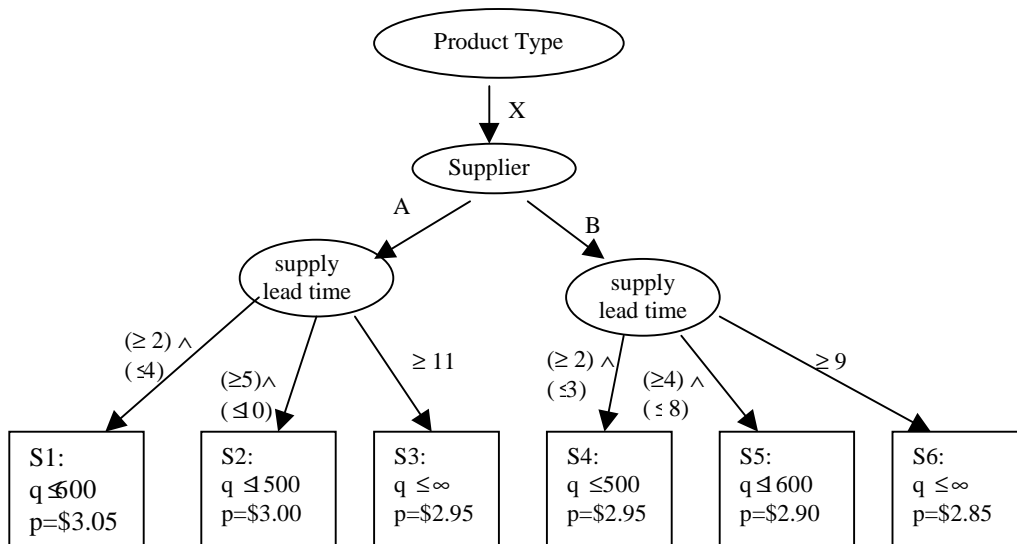 Product Type
X
Supplier
A
B
supply
lead time
supply
lead time
(≥ 2) ∧
(≤4)
(≥5)∧
(≤10)
≥ 11
(≥ 2) ∧
(≤3)
(≥4) ∧
(≤ 8)
≥ 9
S1:
q ≤600
p=$3.05
S2:
q ≤1500
p=$3.00
S3:
q ≤∞
p=$2.95
S4:
q ≤500
p=$2.95
S5:
q ≤1600
p=$2.90
S6:
q ≤∞
p=$2.85